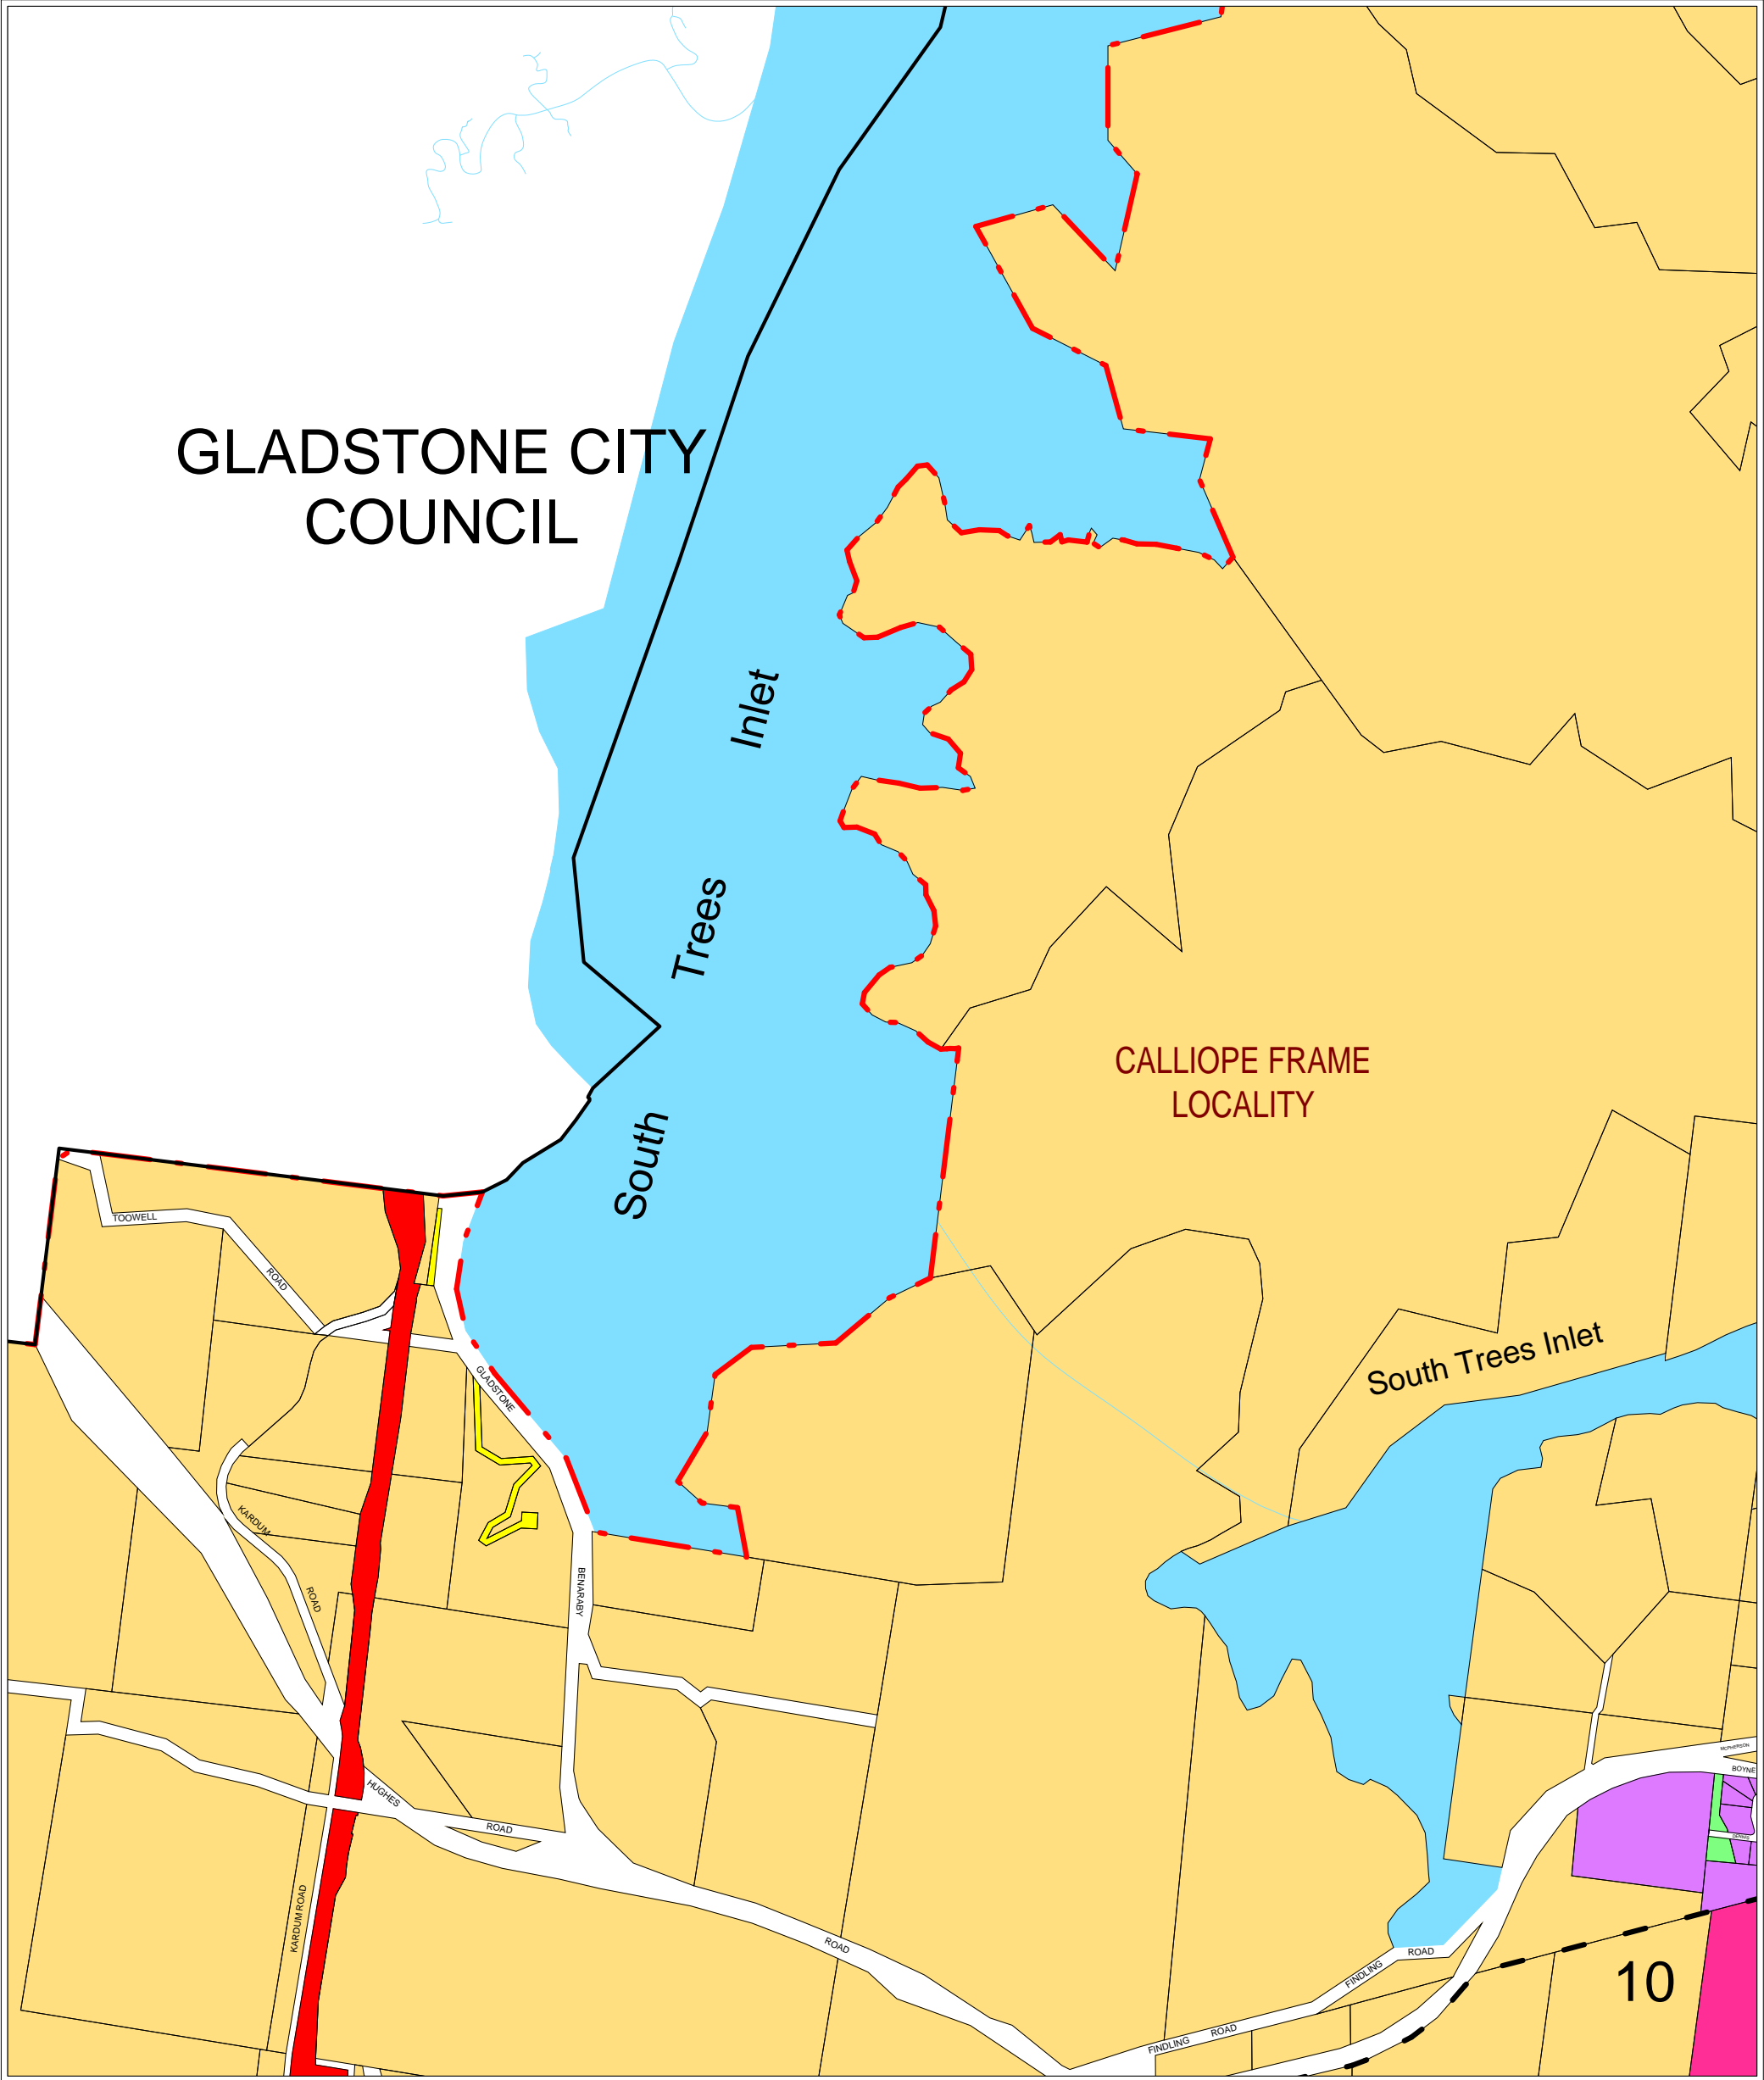 GLADSTONE CITY
COUNCIL
Inlet
Trees
South
CALLIOPE FRAME
LOCALITY
TOOWELL
ROAD
South Trees Inlet
GLADSTONE
KARDUM
ROAD
BENARABY
MCPHERSON
BOYNE
HUGHES
ROAD
KARDUM ROAD
ROAD
ROAD
FINDLING
10
ROAD
FINDLING